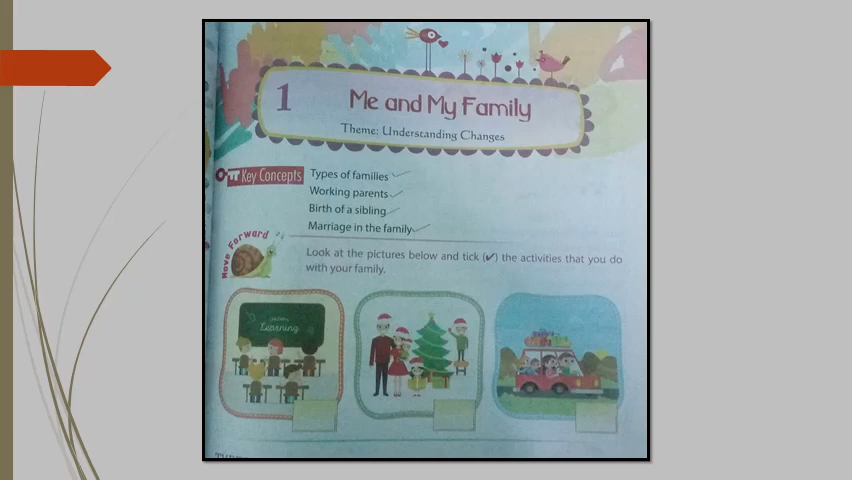 1
Me and My Family
Theme: Understanding Changes
Key Concepts
Types of families
Working parents
Birth of a sibling
Marriage in the family
Move Forward
Look at the pictures below and tick (✔) the activities that you do
with your family.
Learning